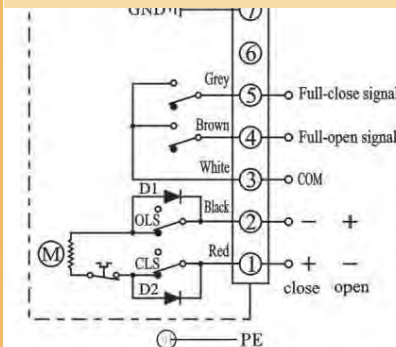 GND 7
6
Grey 5 Full-close signal
Brown 4 Full-open signal
White 3 COM
D1 Black
OLS 2 − +
M CLS Red 1 + −
D2 close open
PE